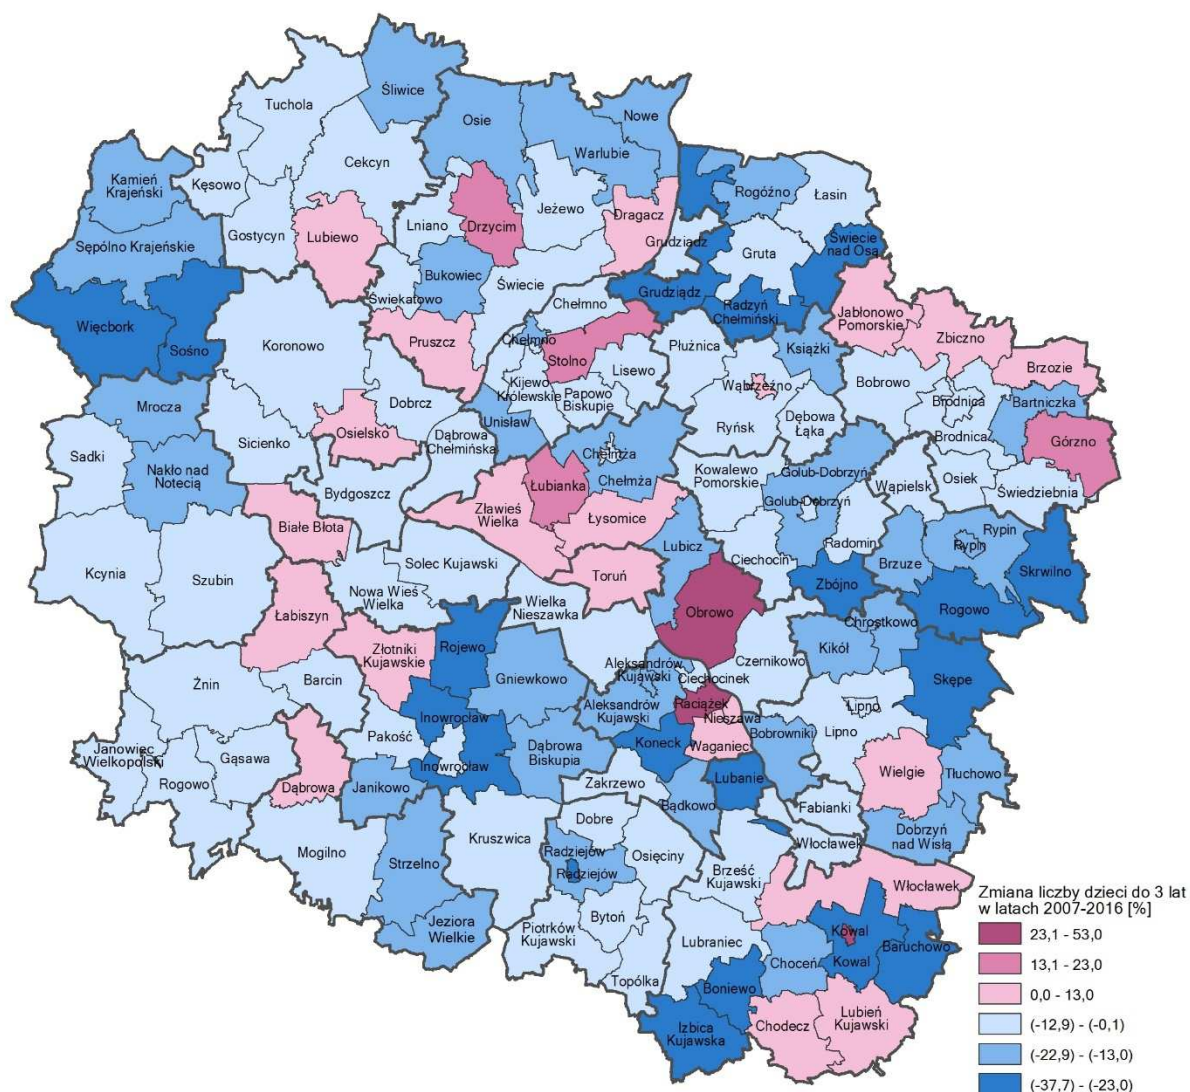 Śliwice
Tuchola
Osie
Nowe
Warlubie
Cekcyn
Kamień
Krajeński
Kęsowo
Rogóźno
Łasin
Jeżewo
Dragacz
Drzycim
Lniano
Gostycyn
Lubiewo
Sępólno Krajeńskie
Grudziądz
Gruta
Świecie
nad Osą
Bukowiec
Świecie
Świekatowo
Chełmno
Grudziądz
Radzyń
Chełmiński
Jabłonowo
Pomorskie
Zbiczno
Więcbork
Sośno
Koronowo
Pruszcz
Chełmno
Stolno
Płużnica
Książki
Brzozie
Lisewo
Kijewo
Królewskie
Papowo
Biskupie
Wąbrzeźno
Bobrowo
Brodnica
Bartniczka
Mrocza
Dobrcz
Osielsko
Unisław
Ryńsk
Dębowa
Łąka
Brodnica
Górzno
Sicienko
Dąbrowa
Chełmińska
Sadki
Nakło nad
Notecią
Chełmża
Chełmża
Kowalewo
Pomorskie
Golub-Dobrzyń
Golub-Dobrzyń
Wąpielsk
Osiek
Świedziebnia
Bydgoszcz
Łubianka
Zławieś
Wielka
Łysomice
Białe Błota
Radomin
Rypin
Rypin
Lubicz
Ciechocin
Brzuze
Skrwilno
Kcynia
Szubin
Solec Kujawski
Toruń
Zbójno
Rogowo
Nowa Wieś
Wielka
Wielka
Nieszawka
Obrowo
Łabiszyn
Chrostkowo
Kikół
Złotniki
Kujawskie
Rojewo
Czernikowo
Aleksandrów
Kujawski
Ciechocinek
Gniewkowo
Skępe
Żnin
Barcin
Aleksandrów
Kujawski
Raciążek
Nieszawa
Lipno
Inowrocław
Pakość
Koneck
Waganiec
Bobrowniki
Lipno
Janowiec
Wielkopolski
Gąsawa
Rogowo
Dąbrowa
Biskupia
Inowrocław
Wielgie
Tłuchowo
Dąbrowa
Janikowo
Zakrzewo
Lubanie
Bądkowo
Fabianki
Dobrzyń
nad Wisłą
Dobre
Kruszwica
Mogilno
Strzelno
Radziejów
Radziejów
Osięciny
Włocławek
Brześć
Kujawski
Włocławek
Jeziora
Wielkie
Piotrków
Kujawski
Bytoń
Kowal
Kowal
Baruchowo
Lubraniec
Choceń
Topólka
Boniewo
Izbica
Kujawska
Chodecz
Lubień
Kujawski
Zmiana liczby dzieci do 3 lat
w latach 2007-2016 [%]
23,1 - 53,0
13,1 - 23,0
0,0 - 13,0
(-12,9) - (-0,1)
(-22,9) - (-13,0)
(-37,7) - (-23,0)